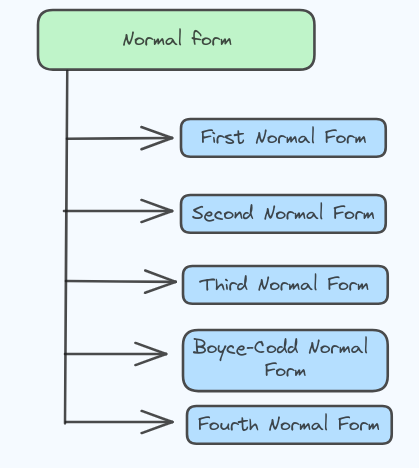 Normal form
First Normal Form
Second Normal Form
Third Normal Form
Boyce-Codd Normal
Form
Fourth Normal Form